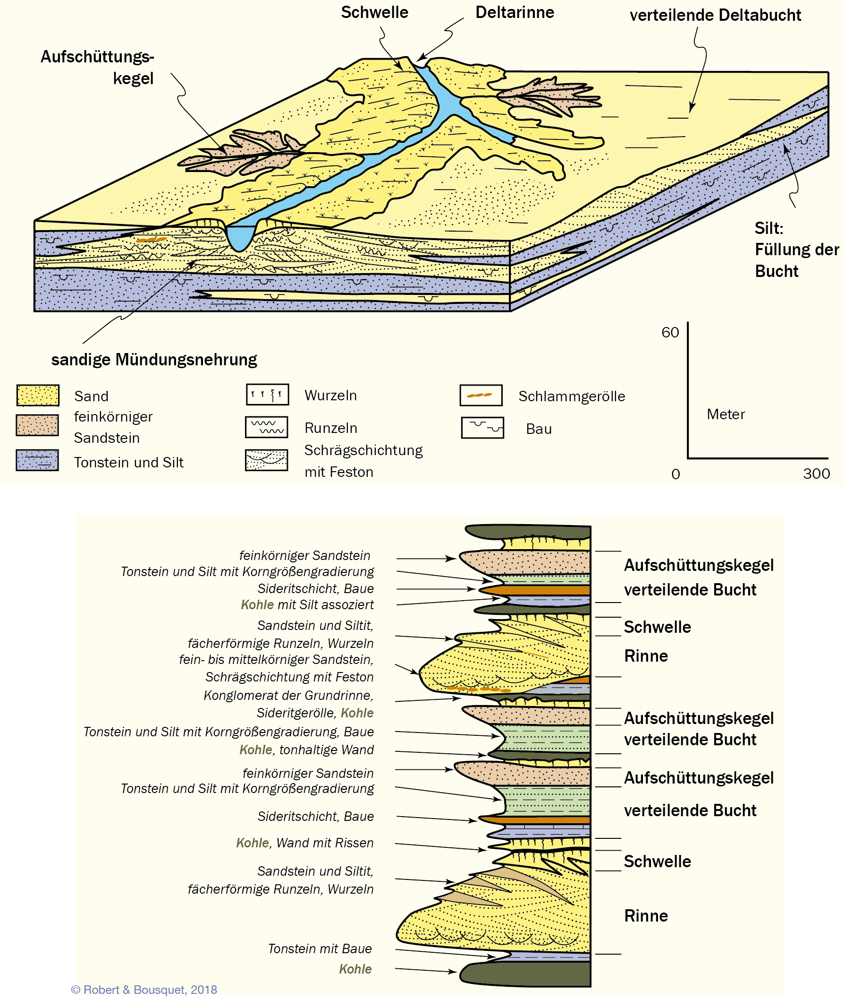 Schwelle
Deltarinne
verteilende Deltabucht
Aufschüttungs-
kegel
Silt:
Füllung der
Bucht
sandige Mündungsnehrung
Sand
feinkörniger
Sandstein
Tonstein und Silt
Wurzeln
Runzeln
Schrägschichtung
mit Feston
Schlammgerölle
Bau
60
Meter
0
300
feinkörniger Sandstein
Tonstein und Silt mit Korngrößengradierung
Sideritschicht, Baue
Kohle mit Silt assoziert
Sandstein und Siltit,
fächerförmige Runzeln, Wurzeln
fein- bis mittelkörniger Sandstein,
Schrägschichtung mit Feston
Konglomerat der Grundrinne,
Sideritgerölle, Kohle
Tonstein und Silt mit Korngrößengradierung, Baue
Kohle, tonhaltige Wand
feinkörniger Sandstein
Tonstein und Silt mit Korngrößengradierung
Sideritschicht, Baue
Kohle, Wand mit Rissen
Sandstein und Siltit,
fächerförmige Runzeln, Wurzeln
Tonstein mit Baue
Kohle
Aufschüttungskegel
verteilende Bucht
Schwelle
Rinne
Aufschüttungskegel
verteilende Bucht
Aufschüttungskegel
verteilende Bucht
Schwelle
Rinne
© Robert & Bousquet, 2018